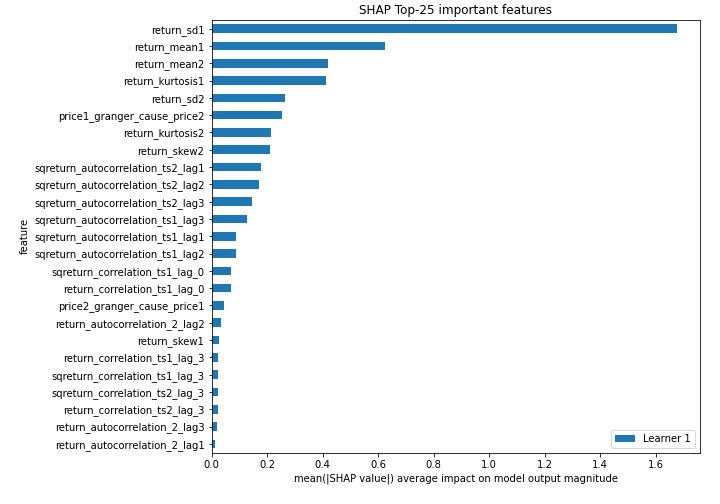 SHAP Top-25 important features
return_sd1
return_mean1
return_mean2
return_kurtosis1
return_sd2
price1_granger_cause_price2
return_kurtosis2
return_skew2
sqreturn_autocorrelation_ts2_lag1
sqreturn_autocorrelation_ts2_lag2
sqreturn_autocorrelation_ts2_lag3
sqreturn_autocorrelation_ts1_lag3
sqreturn_autocorrelation_ts1_lag1
sqreturn_autocorrelation_ts1_lag2
sqreturn_correlation_ts1_lag_0
return_correlation_ts1_lag_0
price2_granger_cause_price1
return_autocorrelation_2_lag2
return_skew1
return_correlation_ts1_lag_3
sqreturn_correlation_ts1_lag_3
sqreturn_correlation_ts2_lag_3
return_correlation_ts2_lag_3
return_autocorrelation_2_lag3
return_autocorrelation_2_lag1
feature
Learner 1
0.0 0.2 0.4 0.6 0.8 1.0 1.2 1.4 1.6
mean(|SHAP value|) average impact on model output magnitude